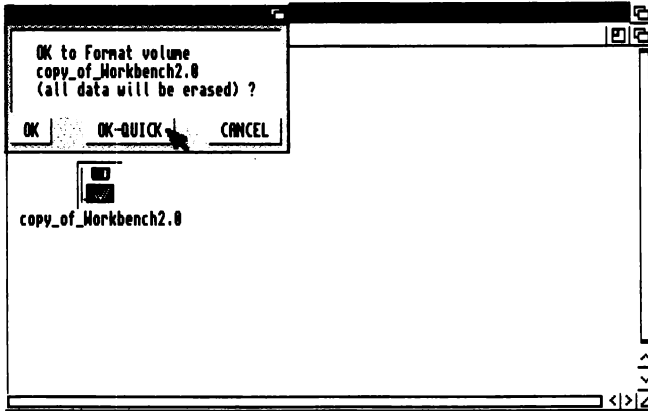 OK to Format volume
copy_of_Workbench2.0
(all data will be erased) ?
OK OK-QUICK CANCEL
copy_of_Workbench2.0